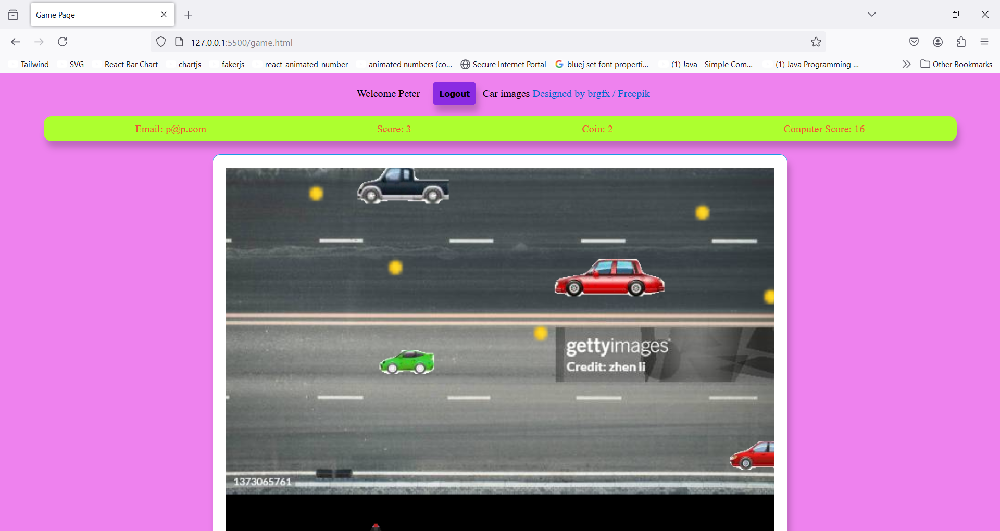 Game Page
127.0.0.1:5500/game.html
Tailwind SVG React Bar Chart chartjs fakerjs react-animated-number animated numbers (co... Secure Internet Portal bluej set font properti... (1) Java - Simple Com... (1) Java Programming ... Other Bookmarks
Welcome Peter Logout Car images Designed by brgfx / Freepik
Email: p@p.com Score: 3 Coin: 2 Conputer Score: 16
gettyimages
Credit: zhen li
1373065761